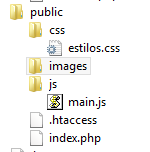 public
css
estilos.css
images
js
main.js
.htaccess
index.php